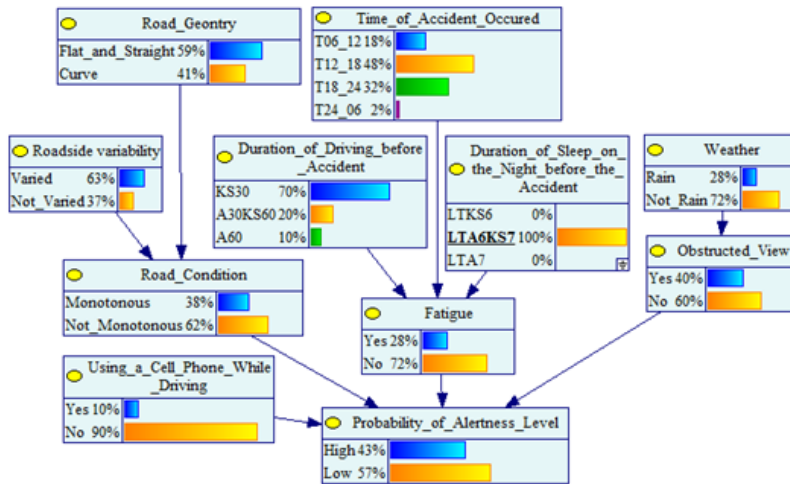 Road_Geontry
Flat_and_Straight 59%
Curve 41%
Time_of_Accident_Occured
T06_12 18%
T12_18 48%
T18_24 32%
T24_06 2%
Roadside variability
Varied 63%
Not_Varied 37%
Duration_of_Driving_before
_Accident
KS30 70%
A30KS60 20%
A60 10%
Duration_of_Sleep_on_
the_Night_before_the_
Accident
LTKS6 0%
LTA6KS7 100%
LTA7 0%
Weather
Rain 28%
Not_Rain 72%
Road_Condition
Monotonous 38%
Not_Monotonous 62%
Fatigue
Yes 28%
No 72%
Obstructed_View
Yes 40%
No 60%
Using_a_Cell_Phone_While
_Driving
Yes 10%
No 90%
Probability_of_Alertness_Level
High 43%
Low 57%